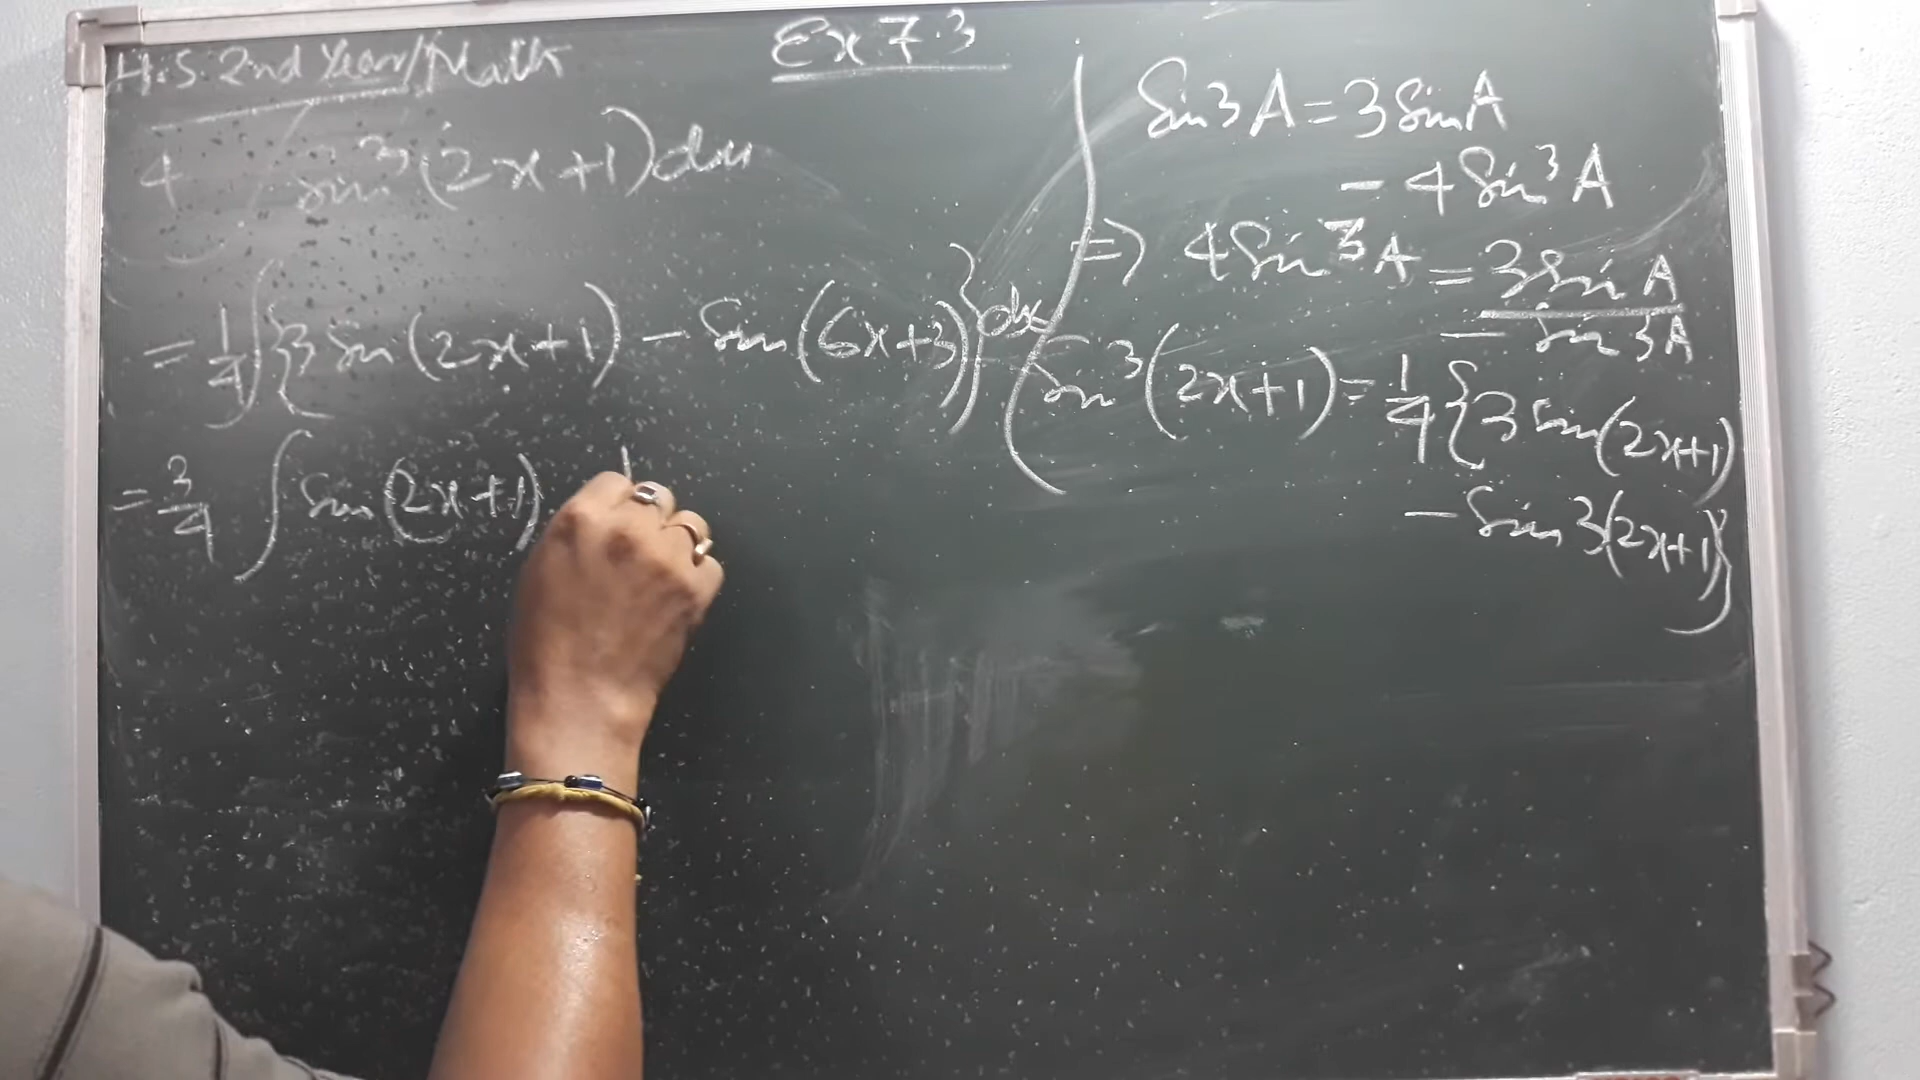 H.S. 2nd Year/Math
Ex 7.3
4 ∫ sin³(2x+1)dx
= 1/4 ∫{3 Sin(2x+1) - Sin(6x+3)}dx
= 3/4 ∫ Sin(2x+1)
Sin3A = 3SinA
- 4Sin³A
=> 4Sin³A = 3SinA
- Sin3A
Sin³(2x+1) = 1/4{3Sin(2x+1)
- Sin3(2x+1)}